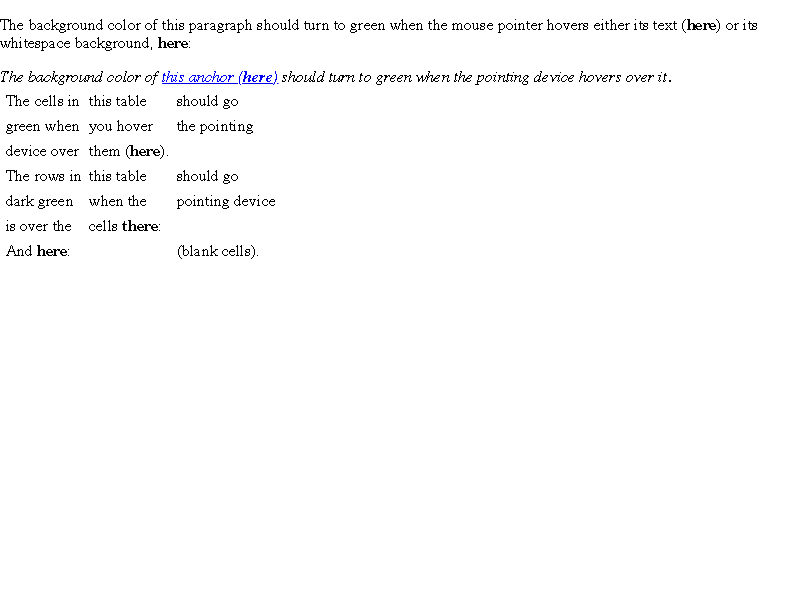 The background color of this paragraph should turn to green when the mouse pointer hovers either its text (here) or its
whitespace background, here:
The background color of this anchor (here) should turn to green when the pointing device hovers over it.
The cells in this table should go
green when you hover the pointing
device over them (here).
The rows in this table should go
dark green when the pointing device
is over the cells there:
And here: (blank cells).